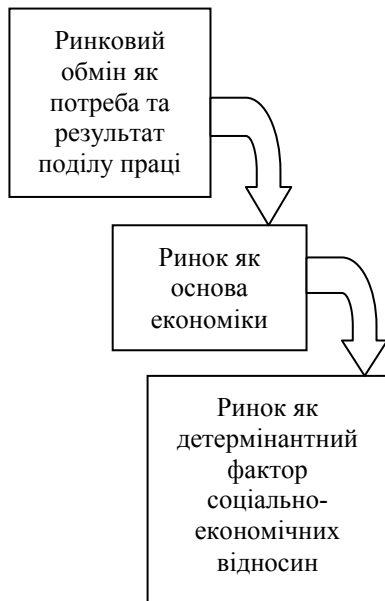 Ринковий
обмін як
потреба та
результат
поділу праці
Ринок як
основа
економіки
Ринок як
детермінантний
фактор
соціально-
економічних
відносин